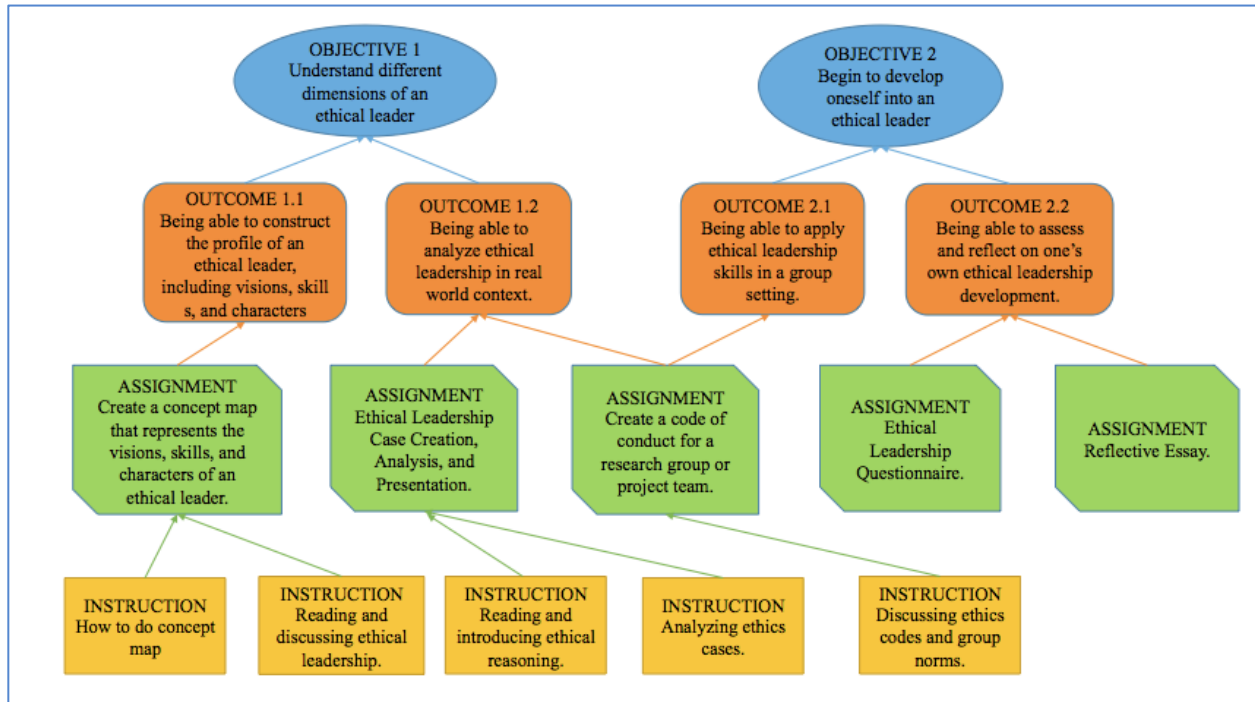 OBJECTIVE 1
Understand different
dimensions of an
ethical leader
OBJECTIVE 2
Begin to develop
oneself into an
ethical leader
OUTCOME 1.1
Being able to construct
the profile of an
ethical leader,
including visions, skill
s, and characters
OUTCOME 1.2
Being able to
analyze ethical
leadership in real
world context.
OUTCOME 2.1
Being able to apply
ethical leadership
skills in a group
setting.
OUTCOME 2.2
Being able to assess
and reflect on one’s
own ethical leadership
development.
ASSIGNMENT
Create a concept map
that represents the
visions, skills, and
characters of an
ethical leader.
ASSIGNMENT
Ethical Leadership
Case Creation,
Analysis, and
Presentation.
ASSIGNMENT
Create a code of
conduct for a
research group or
project team.
ASSIGNMENT
Ethical
Leadership
Questionnaire.
ASSIGNMENT
Reflective Essay.
INSTRUCTION
How to do concept
map
INSTRUCTION
Reading and
discussing ethical
leadership.
INSTRUCTION
Reading and
introducing ethical
reasoning.
INSTRUCTION
Analyzing ethics
cases.
INSTRUCTION
Discussing ethics
codes and group
norms.